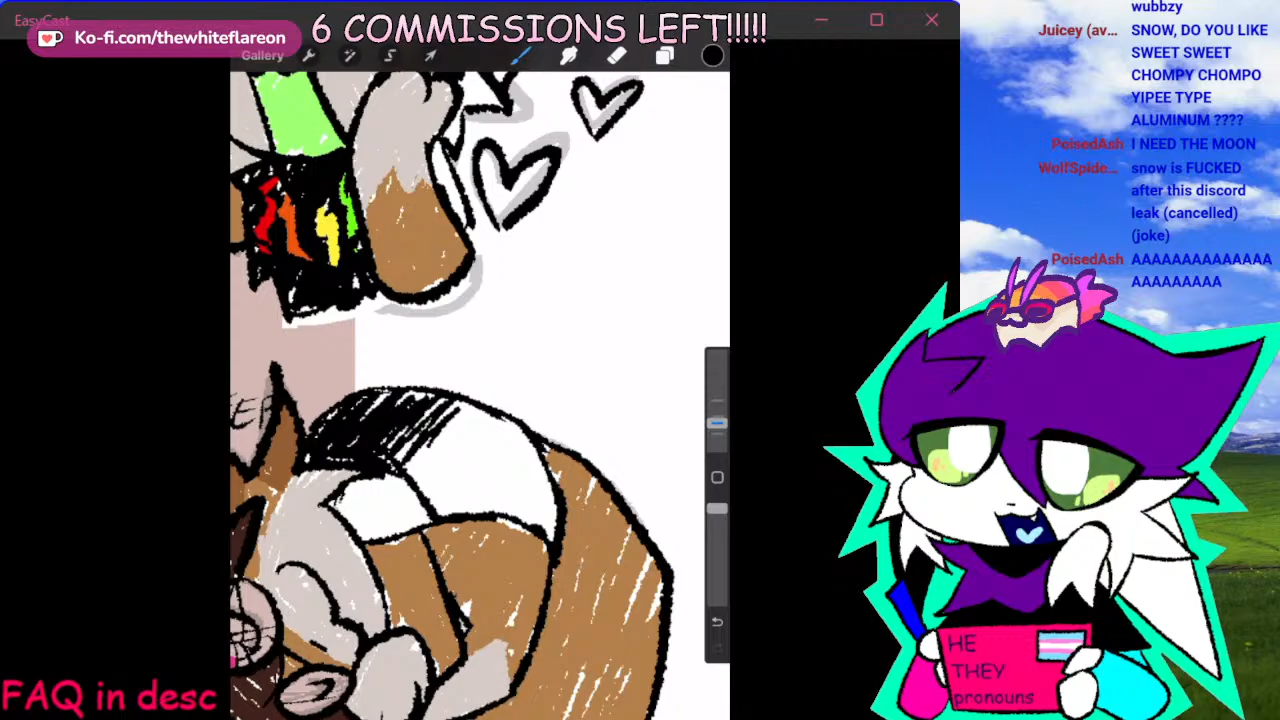 EasyCast
Ko-fi.com/thewhiteflareon
6 COMMISSIONS LEFT!!!!!
Gallery
wubbzy
Juicey (av… SNOW, DO YOU LIKE
SWEET SWEET
CHOMPY CHOMPO
YIPEE TYPE
ALUMINUM ????
PoisedAsh I NEED THE MOON
WolfSpide… snow is FUCKED
after this discord
leak (cancelled)
(joke)
PoisedAsh AAAAAAAAAAAAAA
AAAAAAAAA
HE
THEY
pronouns
FAQ in desc